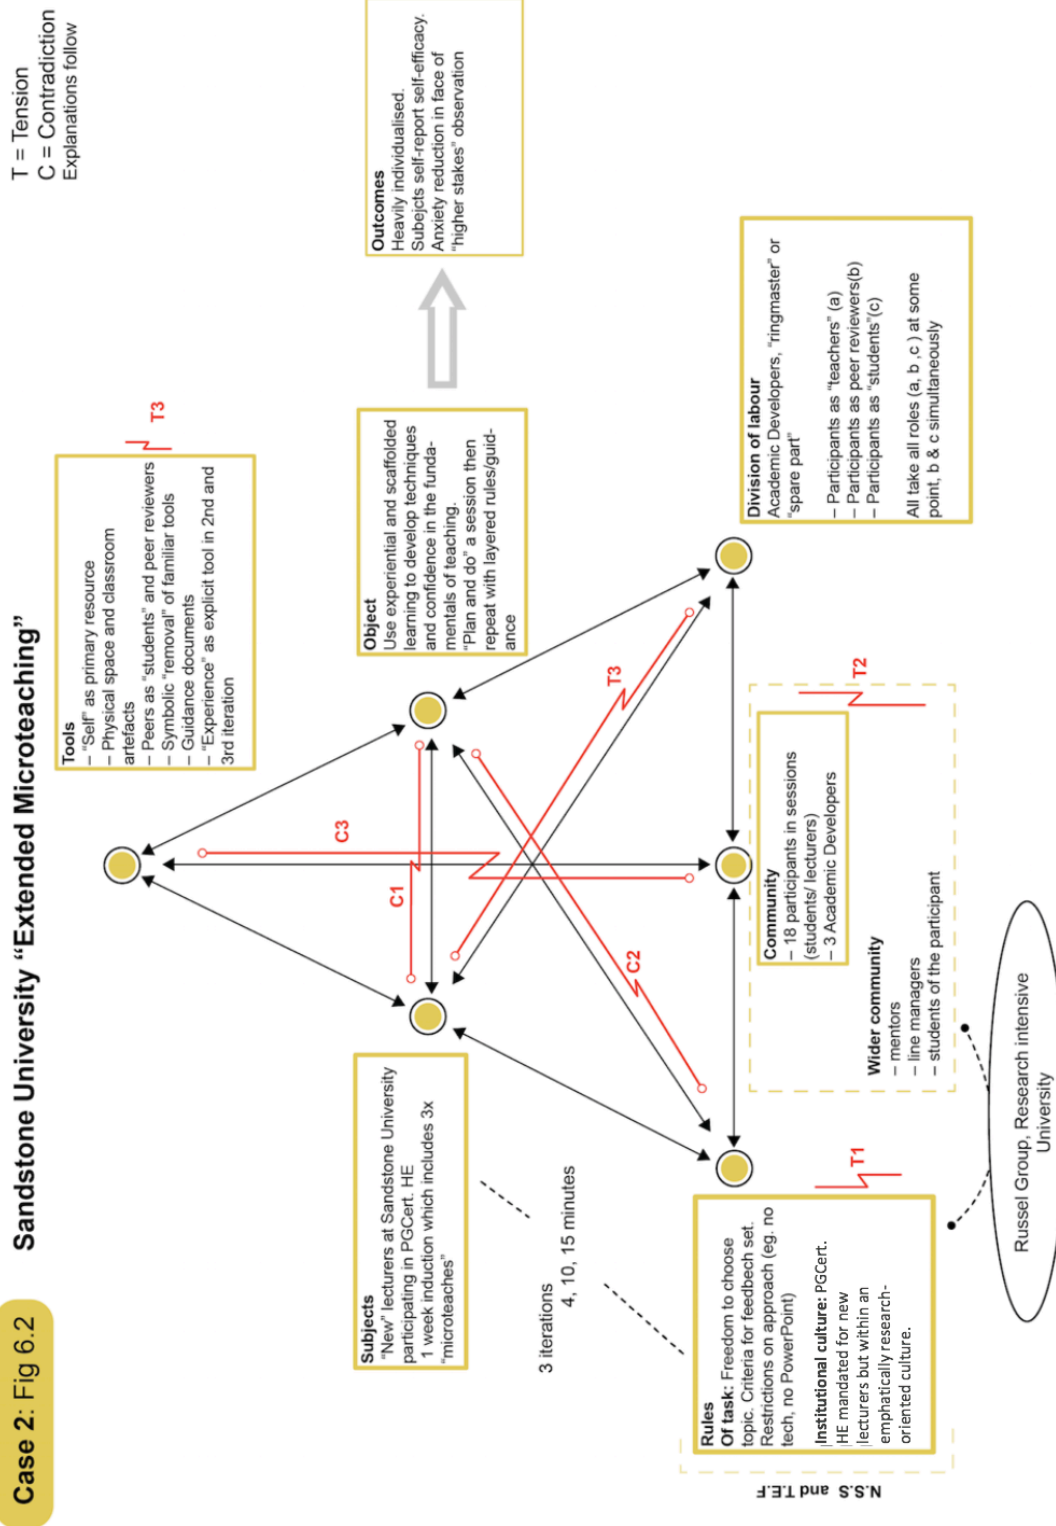 Case 2: Fig 6.2
Sandstone University “Extended Microteaching”
T = Tension
C = Contradiction
Explanations follow
Tools
– “Self” as primary resource
– Physical space and classroom
artefacts
– Peers as “students” and peer reviewers
– Symbolic “removal” of familiar tools
– Guidance documents
– “Experience” as explicit tool in 2nd and
3rd iteration
T3
Subjects
“New” lecturers at Sandstone University
participating in PGCert. HE
1 week induction which includes 3x
“microteaches”
C3
C1
Object
Use experiential and scaffolded
learning to develop techniques
and confidence in the funda-
mentals of teaching.
“Plan and do” a session then
repeat with layered rules/guid-
ance
Outcomes
Heavily individualised.
Subejcts self-report self-efficacy.
Anxiety reduction in face of
“higher stakes” observation
3 iterations
4, 10, 15 minutes
C2
T3
Rules
Of task: Freedom to choose
topic. Criteria for feedbech set.
Restrictions on approach (eg. no
tech, no PowerPoint)
Institutional culture: PGCert.
HE mandated for new
lecturers but within an
emphatically research-
oriented culture.
N.S.S and T.E.F
T1
Community
– 18 participants in sessions
(students/ lecturers)
– 3 Academic Developers
Wider community
– mentors
– line managers
– students of the participant
T2
Division of labour
Academic Developers, “ringmaster” or
“spare part”
– Participants as “teachers” (a)
– Participants as peer reviewers(b)
– Participants as “students”(c)
All take all roles (a, b ,c ) at some
point, b & c simultaneously
Russel Group, Research intensive
University